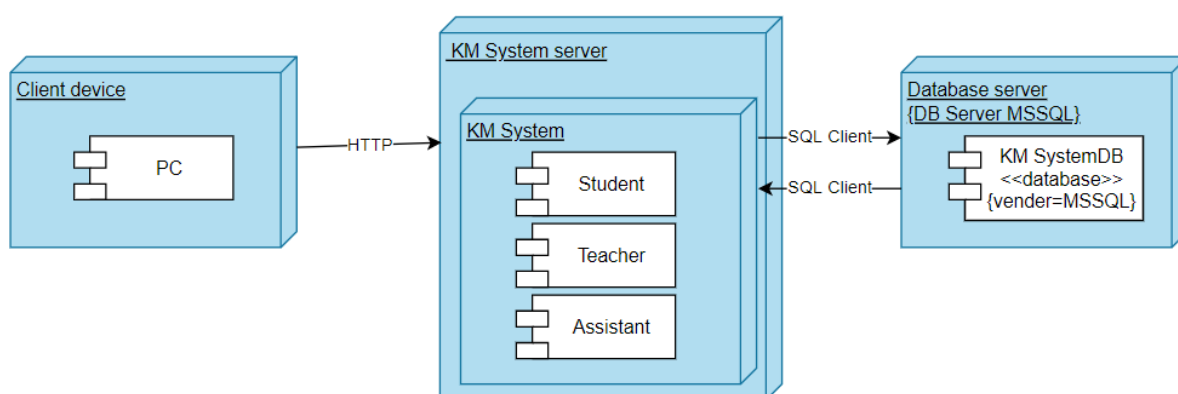 Client device
PC
HTTP
KM System server
KM System
Student
Teacher
Assistant
SQL Client
SQL Client
Database server
{DB Server MSSQL}
KM SystemDB
<<database>>
{vender=MSSQL}